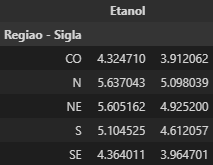 Etanol
Regiao - Sigla
CO 4.324710 3.912062
N 5.637043 5.098039
NE 5.605162 4.925200
S 5.104525 4.612057
SE 4.364011 3.964701